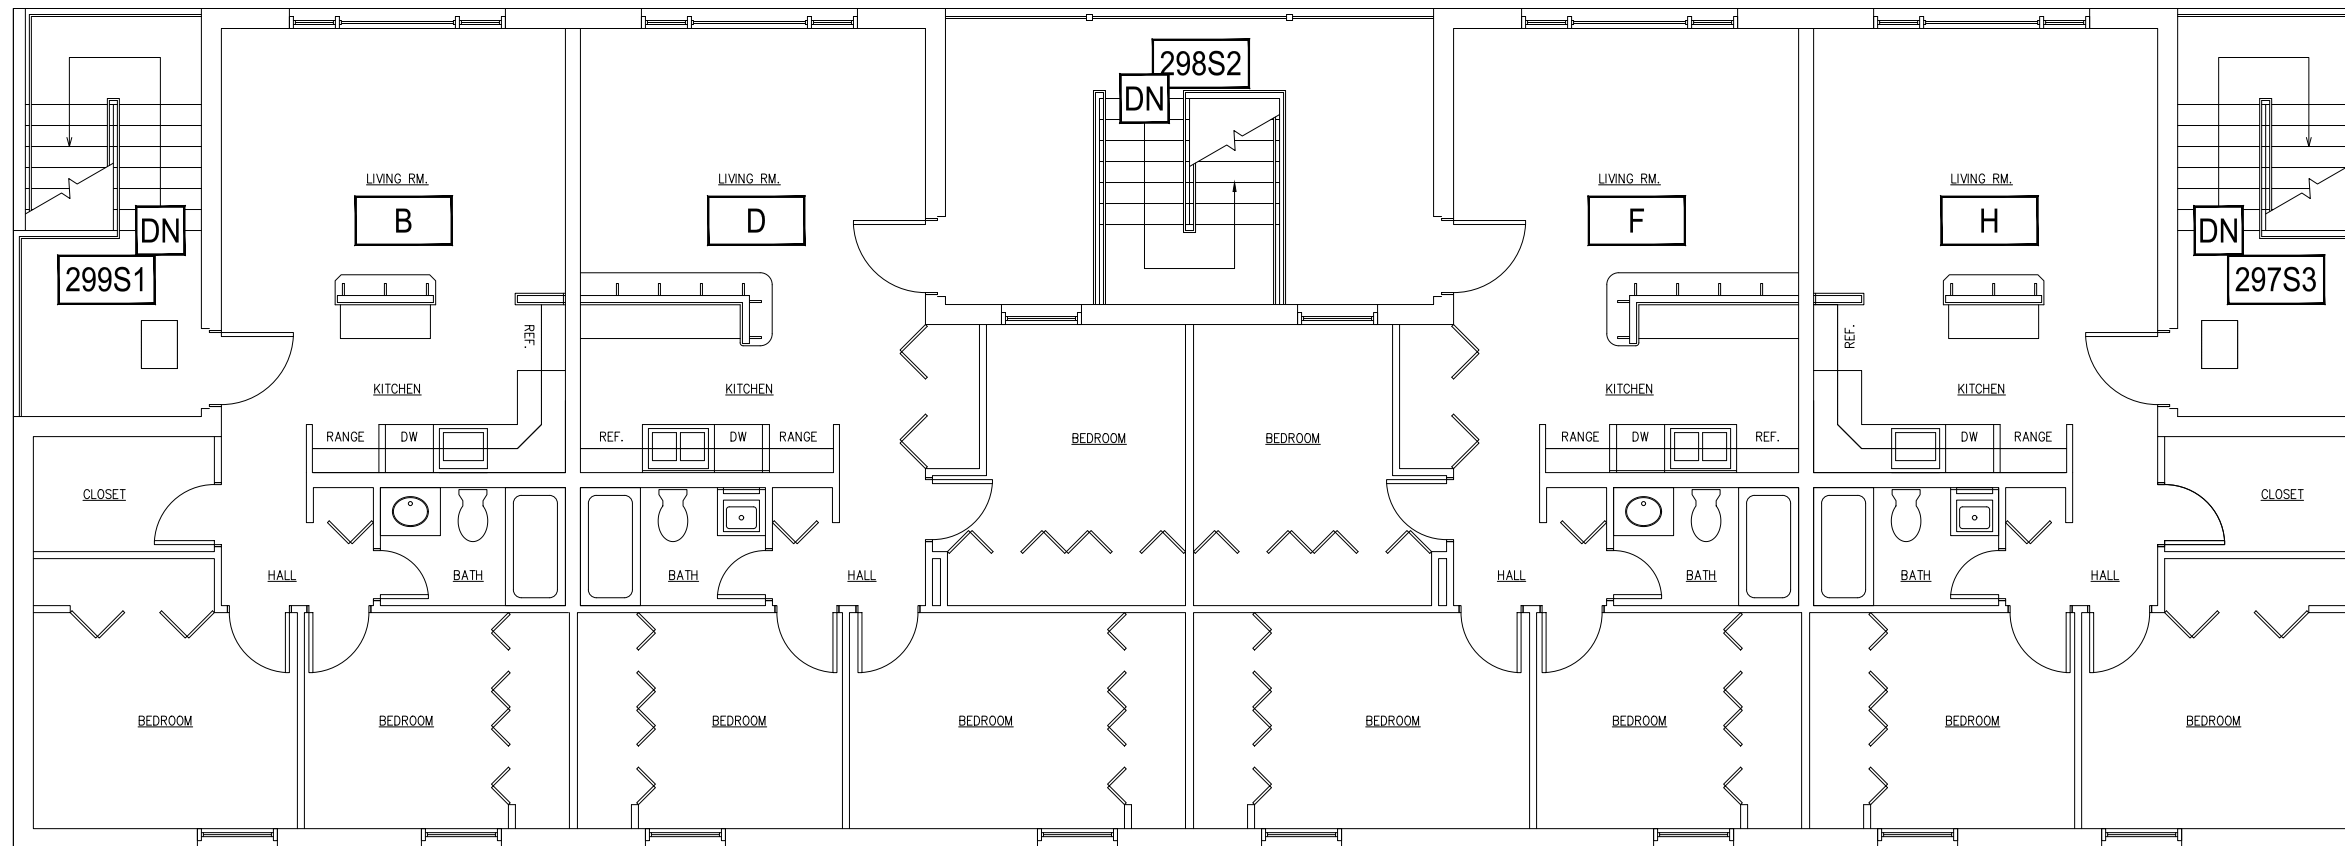 298S2
DN
LIVING RM.
LIVING RM.
LIVING RM.
LIVING RM.
B
D
F
H
DN
DN
299S1
297S3
REF.
REF.
KITCHEN
KITCHEN
KITCHEN
KITCHEN
RANGE
DW
REF.
DW
RANGE
BEDROOM
BEDROOM
RANGE
DW
REF.
DW
RANGE
CLOSET
CLOSET
HALL
BATH
BATH
HALL
HALL
BATH
BATH
HALL
BEDROOM
BEDROOM
BEDROOM
BEDROOM
BEDROOM
BEDROOM
BEDROOM
BEDROOM